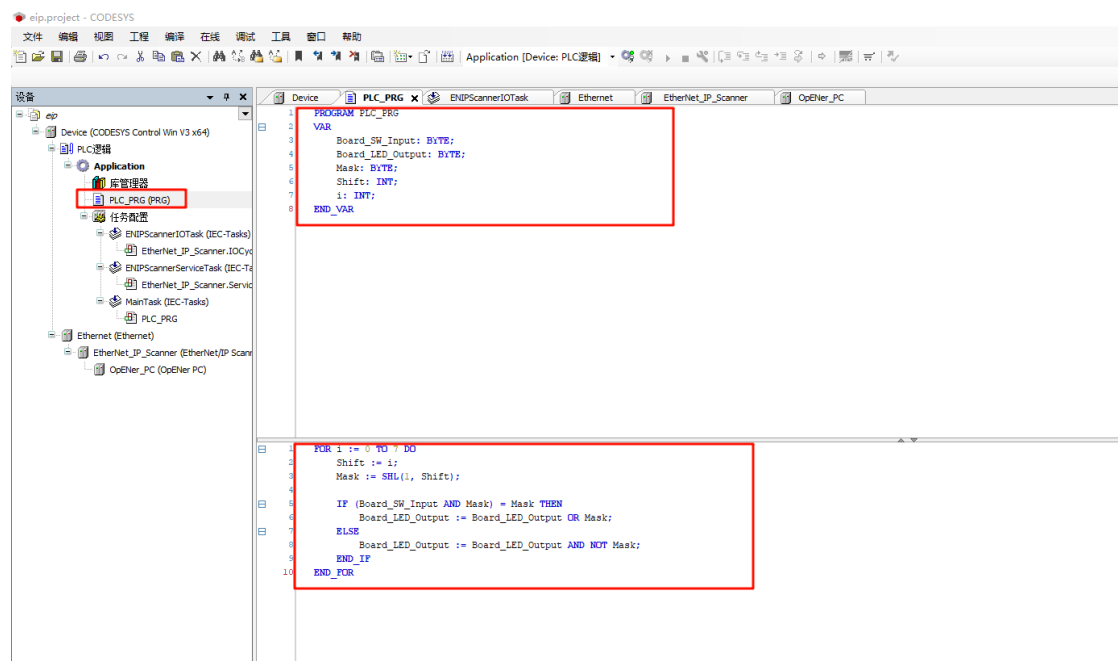 eip.project - CODESYS
文件 编辑 视图 工程 编译 在线 调试 工具 窗口 帮助
Application [Device: PLC逻辑]
设备
Device PLC_PRG ENIPScannerIOTask Ethernet EtherNet_IP_Scanner OpENer_PC
eip
Device (CODESYS Control Win V3 x64)
PLC逻辑
Application
库管理器
PLC_PRG (PRG)
任务配置
ENIPScannerIOTask (IEC-Tasks)
EtherNet_IP_Scanner.IOCyc
ENIPScannerServiceTask (IEC-Ta
EtherNet_IP_Scanner.Servic
MainTask (IEC-Tasks)
PLC_PRG
Ethernet (Ethernet)
EtherNet_IP_Scanner (EtherNet/IP Scann
OpENer_PC (OpENer PC)
1 PROGRAM PLC_PRG
2 VAR
3 Board_SW_Input: BYTE;
4 Board_LED_Output: BYTE;
5 Mask: BYTE;
6 Shift: INT;
7 i: INT;
8 END_VAR
1 FOR i := 0 TO 7 DO
2 Shift := i;
3 Mask := SHL(1, Shift);
4
5 IF (Board_SW_Input AND Mask) = Mask THEN
6 Board_LED_Output := Board_LED_Output OR Mask;
7 ELSE
8 Board_LED_Output := Board_LED_Output AND NOT Mask;
9 END_IF
10 END_FOR